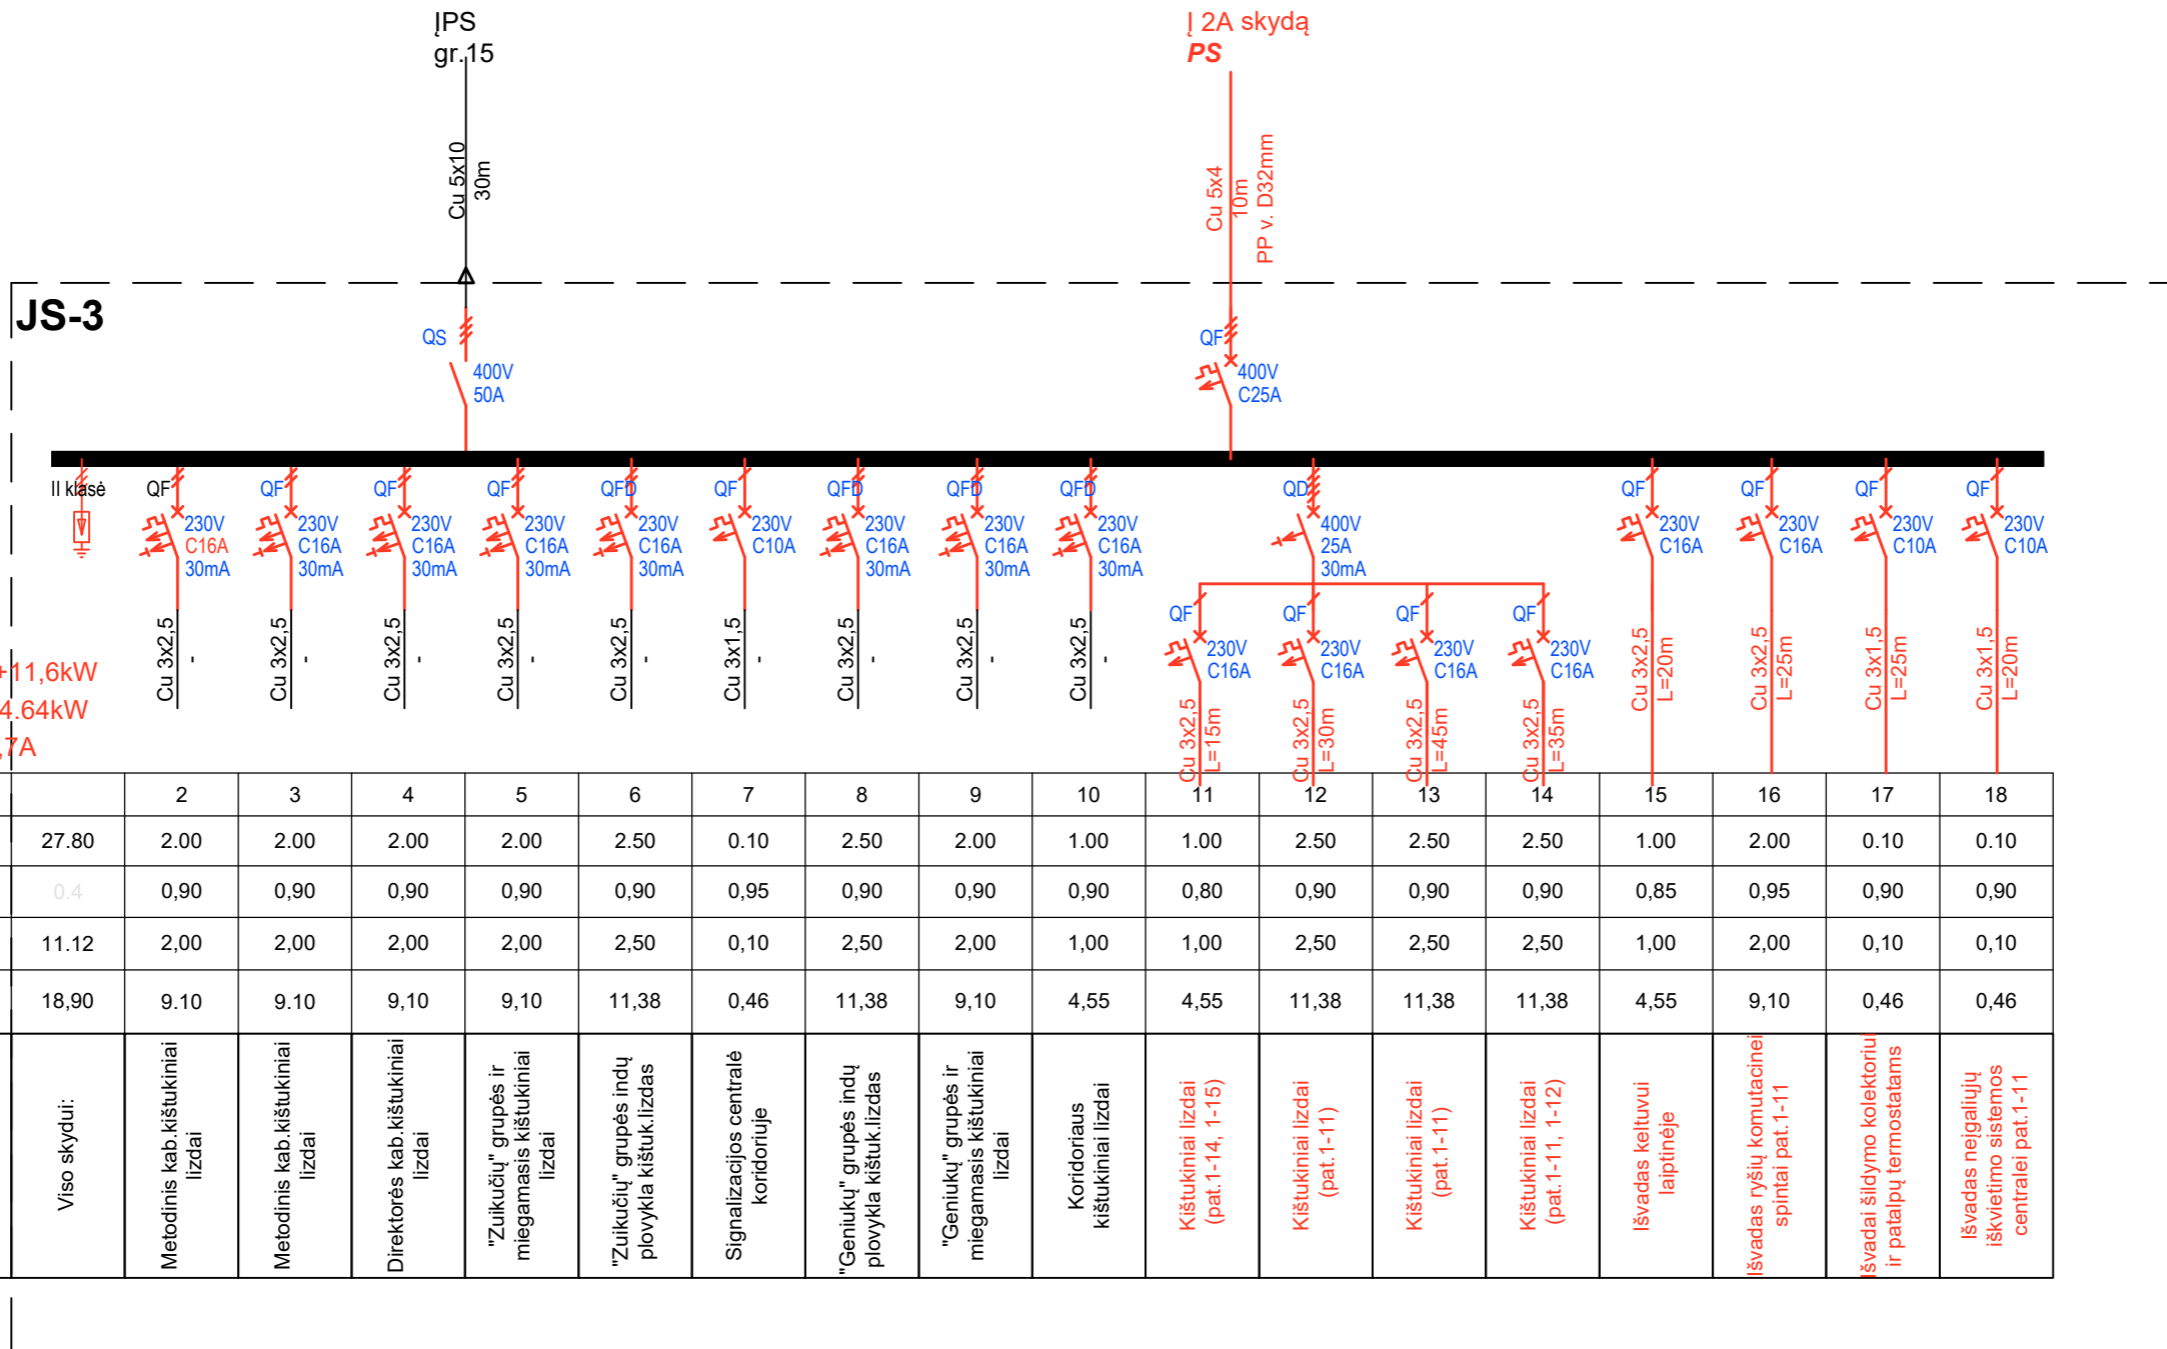 ĮPS
gr.15
Cu 5x10
30m
Į 2A skydą
PS
Cu 5x4
10m
PP v. D32mm
JS-3
QS
400V
50A
QF
400V
C25A
II klasė
QF
230V
C16A
30mA
Cu 3x2,5
-
QF
230V
C16A
30mA
Cu 3x2,5
-
QF
230V
C16A
30mA
Cu 3x2,5
-
QF
230V
C16A
30mA
Cu 3x2,5
-
QFD
230V
C16A
30mA
Cu 3x2,5
-
QF
230V
C10A
Cu 3x1,5
-
QFD
230V
C16A
30mA
Cu 3x2,5
-
QFD
230V
C16A
30mA
Cu 3x2,5
-
QFD
230V
C16A
30mA
Cu 3x2,5
-
QD
400V
25A
30mA
QF
230V
C16A
Cu 3x2,5
L=15m
QF
230V
C16A
Cu 3x2,5
L=30m
QF
230V
C16A
Cu 3x2,5
L=45m
QF
230V
C16A
Cu 3x2,5
L=35m
QF
230V
C16A
Cu 3x2,5
L=20m
QF
230V
C16A
Cu 3x2,5
L=25m
QF
230V
C10A
Cu 3x1,5
L=25m
QF
230V
C10A
Cu 3x1,5
L=20m
+11,6kW
4.64kW
,7A
2 3 4 5 6 7 8 9 10 11 12 13 14 15 16 17 18
27.80 2.00 2.00 2.00 2.00 2.50 0.10 2.50 2.00 1.00 1.00 2.50 2.50 2.50 1.00 2.00 0.10 0.10
0.4 0,90 0,90 0,90 0,90 0,90 0,95 0,90 0,90 0,90 0,80 0,90 0,90 0,90 0,85 0,95 0,90 0,90
11.12 2,00 2,00 2,00 2,00 2,50 0,10 2,50 2,00 1,00 1,00 2,50 2,50 2,50 1,00 2,00 0,10 0,10
18,90 9.10 9.10 9,10 9,10 11,38 0,46 11,38 9,10 4,55 4,55 11,38 11,38 11,38 4,55 9,10 0,46 0,46
Viso skydui:
Metodinis kab.kištukiniai
lizdai
Metodinis kab.kištukiniai
lizdai
Direktorės kab.kištukiniai
lizdai
"Zuikučių" grupės ir
miegamasis kištukiniai
lizdai
"Zuikučių" grupės indų
plovykla kištuk.lizdas
Signalizacijos centralė
koridoriuje
"Geniukų" grupės indų
plovykla kištuk.lizdas
"Geniukų" grupės ir
miegamasis kištukiniai
lizdai
Koridoriaus
kištukiniai lizdai
Kištukiniai lizdai
(pat.1-14, 1-15)
Kištukiniai lizdai
(pat.1-11)
Kištukiniai lizdai
(pat.1-11)
Kištukiniai lizdai
(pat.1-11, 1-12)
Išvadas keltuvui
laiptinėje
Išvadas ryšių komutacinei
spintai pat.1-11
Išvadai šildymo kolektoriui
ir patalpų termostatams
Išvadas neįgaliųjų
iškvietimo sistemos
centralei pat.1-11